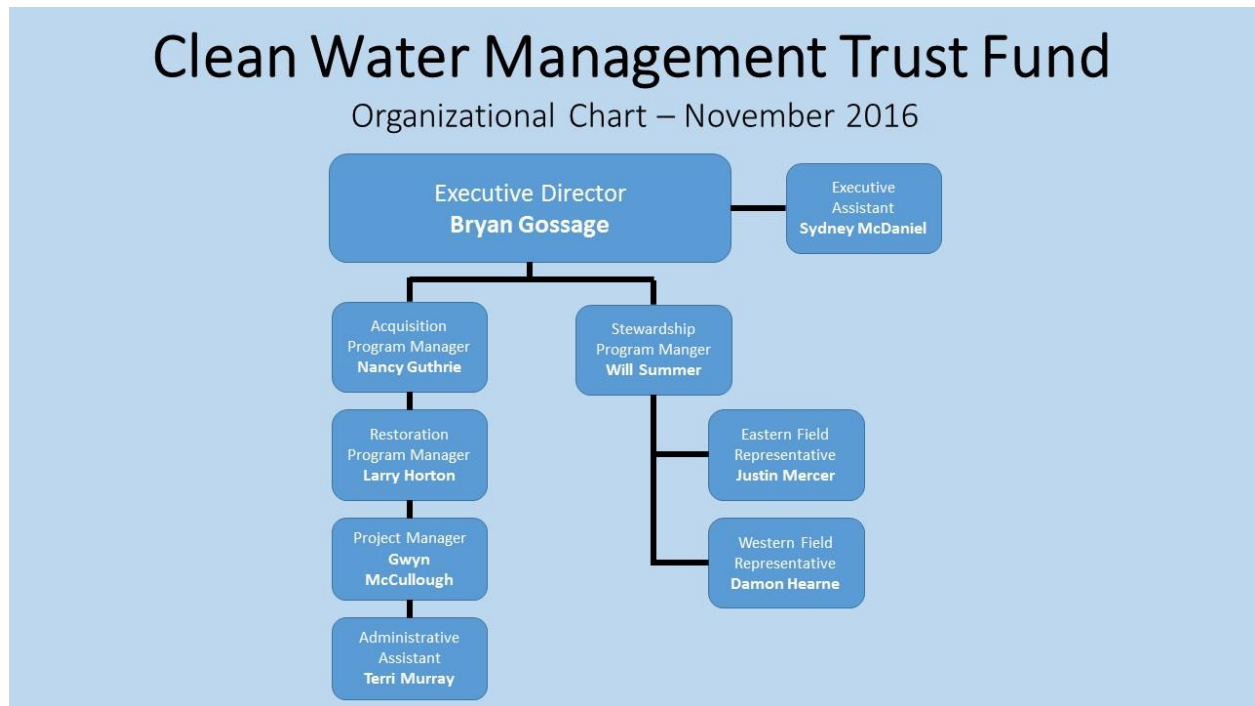 Clean Water Management Trust Fund
Organizational Chart – November 2016
Executive Director
Bryan Gossage
Executive
Assistant
Sydney McDaniel
Acquisition
Program Manager
Nancy Guthrie
Stewardship
Program Manger
Will Summer
Restoration
Program Manager
Larry Horton
Eastern Field
Representative
Justin Mercer
Project Manager
Gwyn
McCullough
Western Field
Representative
Damon Hearne
Administrative
Assistant
Terri Murray